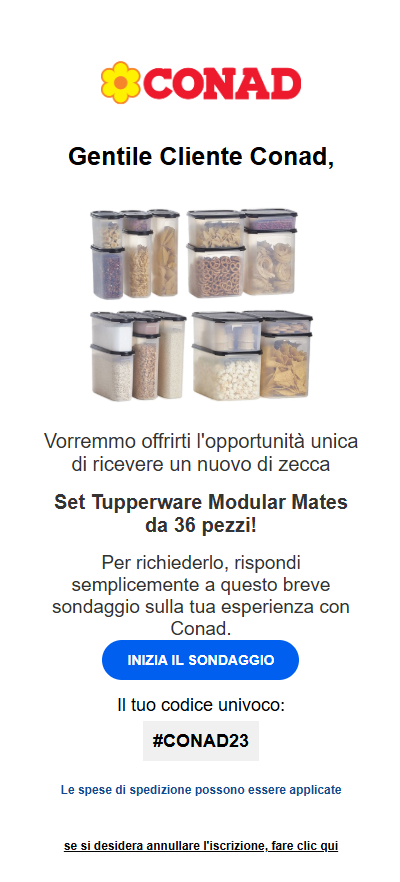 CONAD
Gentile Cliente Conad,
Vorremmo offrirti l'opportunità unica
di ricevere un nuovo di zecca
Set Tupperware Modular Mates
da 36 pezzi!
Per richiederlo, rispondi
semplicemente a questo breve
sondaggio sulla tua esperienza con
Conad.
INIZIA IL SONDAGGIO
Il tuo codice univoco:
#CONAD23
Le spese di spedizione possono essere applicate
se si desidera annullare l'iscrizione, fare clic qui